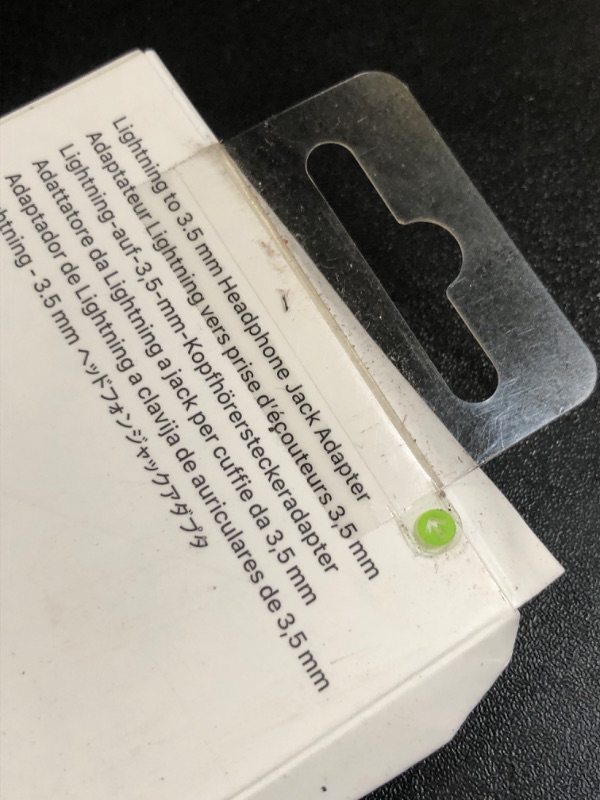 Lightning to 3.5 mm Headphone Jack Adapter
Adaptateur Lightning vers prise d'écouteurs 3,5 mm
Lightning-auf-3,5-mm-Kopfhörersteckeradapter
Adattatore da Lightning a jack per cuffie da 3,5 mm
Adaptador de Lightning a clavija de auriculares de 3,5 mm
htning - 3.5 mm ヘッドフォンジャックアダプタ